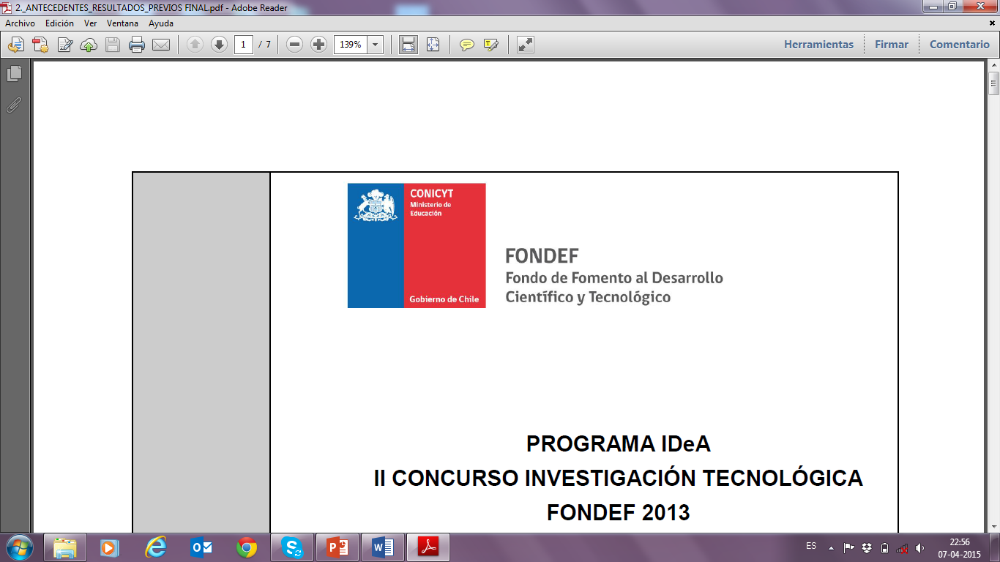 2._ANTECEDENTES_RESULTADOS_PREVIOS FINAL.pdf - Adobe Reader
Archivo Edición Ver Ventana Ayuda
1 / 7 139% Herramientas Firmar Comentario
CONICYT
Ministerio de
Educación
Gobierno de Chile
FONDEF
Fondo de Fomento al Desarrollo
Científico y Tecnológico
PROGRAMA IDeA
II CONCURSO INVESTIGACIÓN TECNOLÓGICA
FONDEF 2013
ES
22:56
07-04-2015